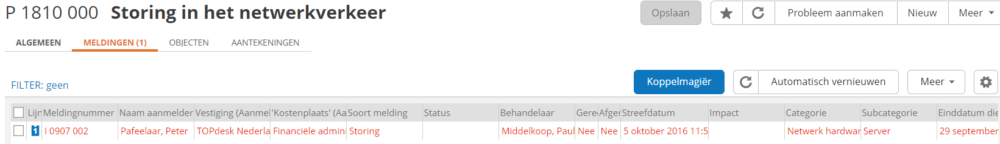 P 1810 000 Storing in het netwerkverkeer Opslaan Probleem aanmaken Nieuw Meer
ALGEMEEN MELDINGEN (1) OBJECTEN AANTEKENINGEN
FILTER: geen Koppelmagiër Automatisch vernieuwen Meer
Lijn Meldingnummer Naam aanmelder Vestiging (Aanmel 'Kostenplaats' (Aa Soort melding Status Behandelaar Geree Afger Streefdatum Impact Categorie Subcategorie Einddatum die
1 I 0907 002 Pafeelaar, Peter TOPdesk Nederla Financiële admini Storing Middelkoop, Paul Nee Nee 5 oktober 2016 11:5 Netwerk hardwar Server 29 september